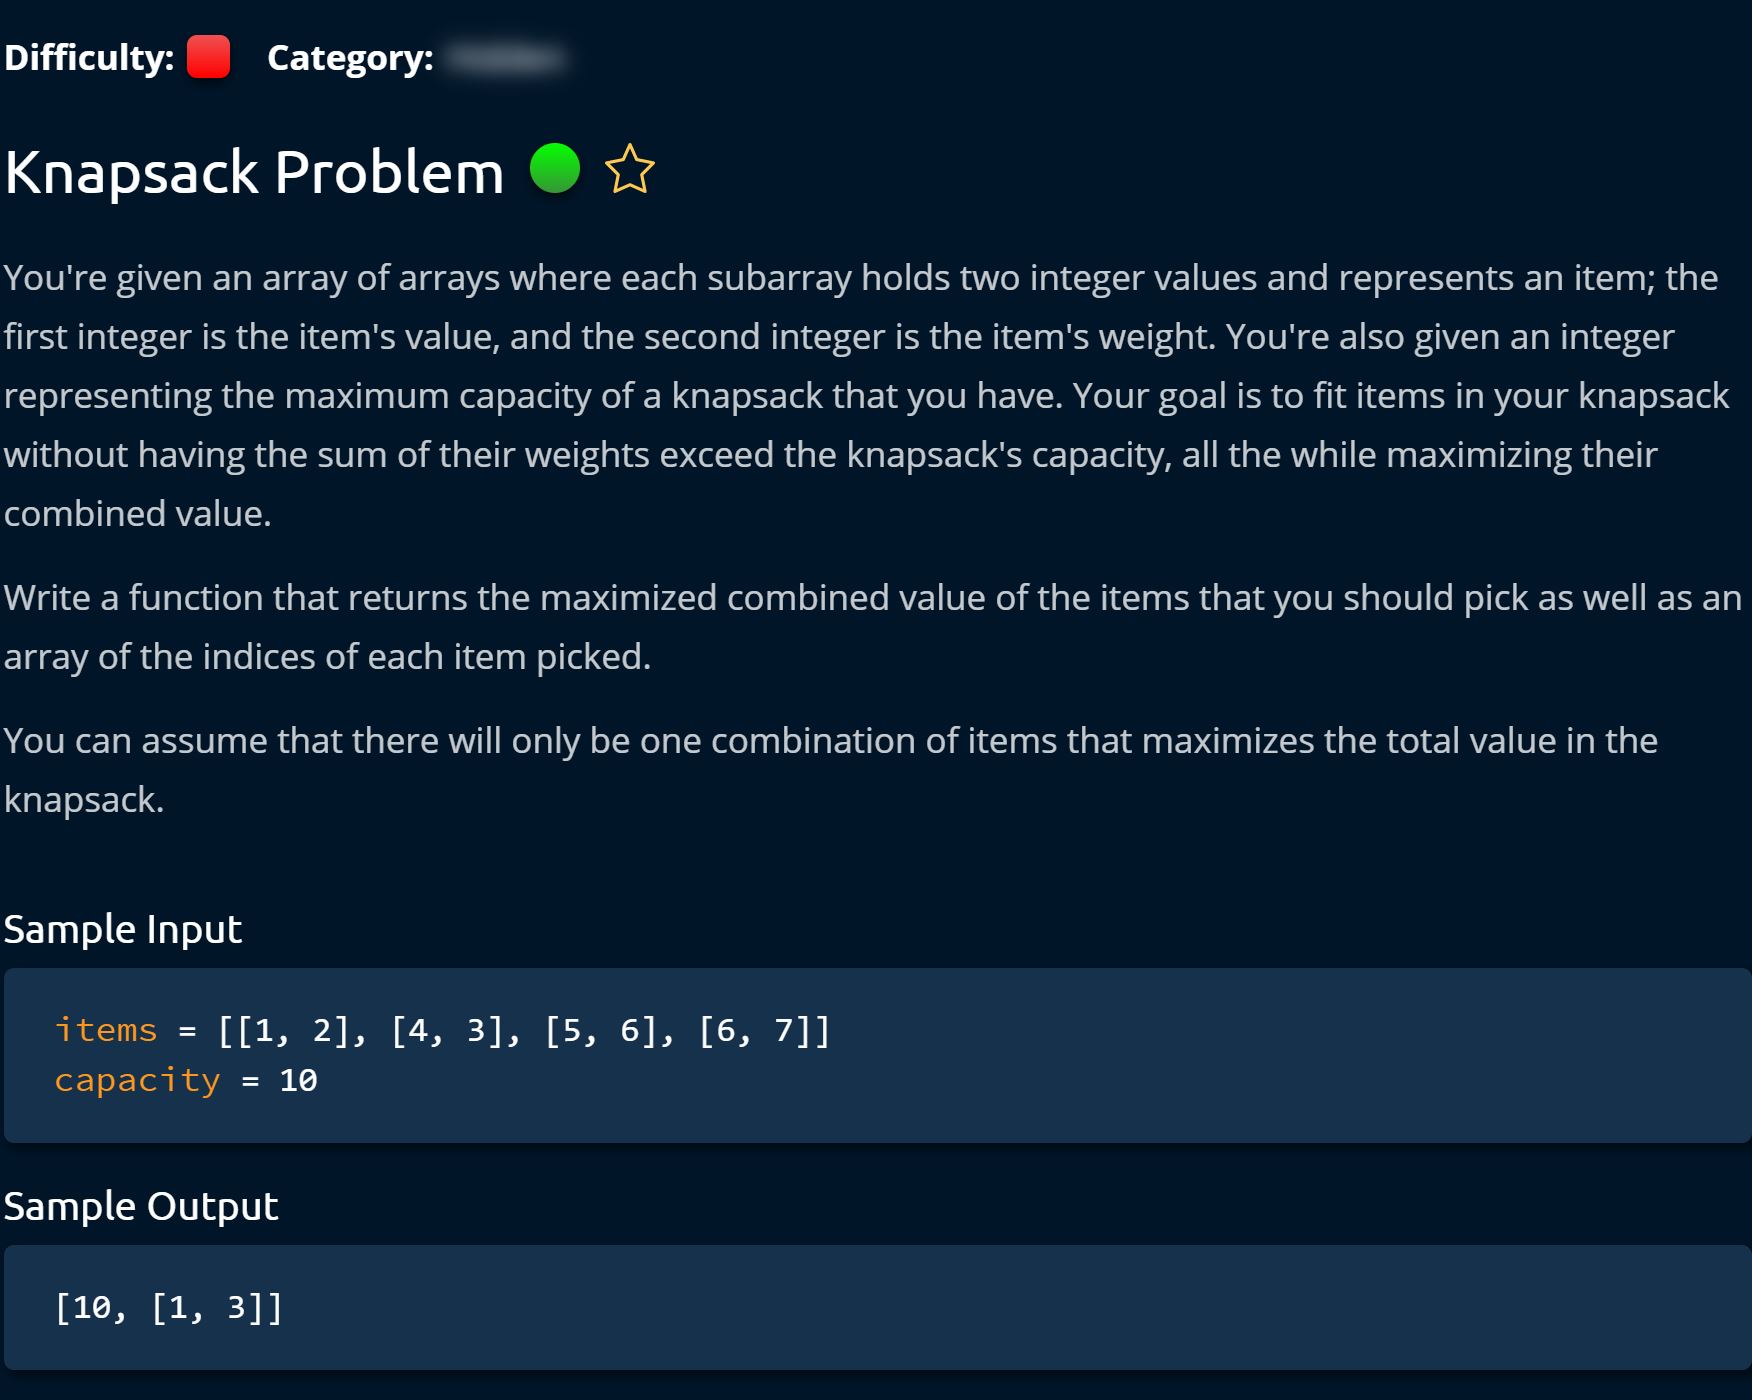 Difficulty: Category:
Knapsack Problem
You're given an array of arrays where each subarray holds two integer values and represents an item; the
first integer is the item's value, and the second integer is the item's weight. You're also given an integer
representing the maximum capacity of a knapsack that you have. Your goal is to fit items in your knapsack
without having the sum of their weights exceed the knapsack's capacity, all the while maximizing their
combined value.
Write a function that returns the maximized combined value of the items that you should pick as well as an
array of the indices of each item picked.
You can assume that there will only be one combination of items that maximizes the total value in the
knapsack.
Sample Input
items = [[1, 2], [4, 3], [5, 6], [6, 7]]
capacity = 10
Sample Output
[10, [1, 3]]